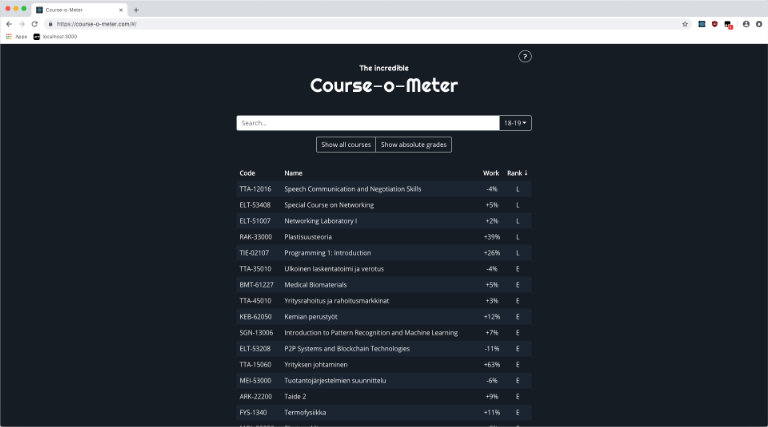 Course-o-Meter
https://course-o-meter.com/#/
Apps
localhost:3000
?
The incredible
Course-o-Meter
Search...
18-19
Show all courses
Show absolute grades
Code Name Work Rank ↓
TTA-12016 Speech Communication and Negotiation Skills -4% L
ELT-53408 Special Course on Networking +5% L
ELT-51007 Networking Laboratory I +2% L
RAK-33000 Plastisuusteoria +39% L
TIE-02107 Programming 1: Introduction +26% L
TTA-35010 Ulkoinen laskentatoimi ja verotus -4% E
BMT-61227 Medical Biomaterials +5% E
TTA-45010 Yritysrahoitus ja rahoitusmarkkinat +3% E
KEB-62050 Kemian perustyöt +12% E
SGN-13006 Introduction to Pattern Recognition and Machine Learning +7% E
ELT-53208 P2P Systems and Blockchain Technologies -11% E
TTA-15060 Yrityksen johtaminen +63% E
MEI-53000 Tuotantojärjestelmien suunnittelu -6% E
ARK-22200 Taide 2 +9% E
FYS-1340 Termofysiikka +11% E